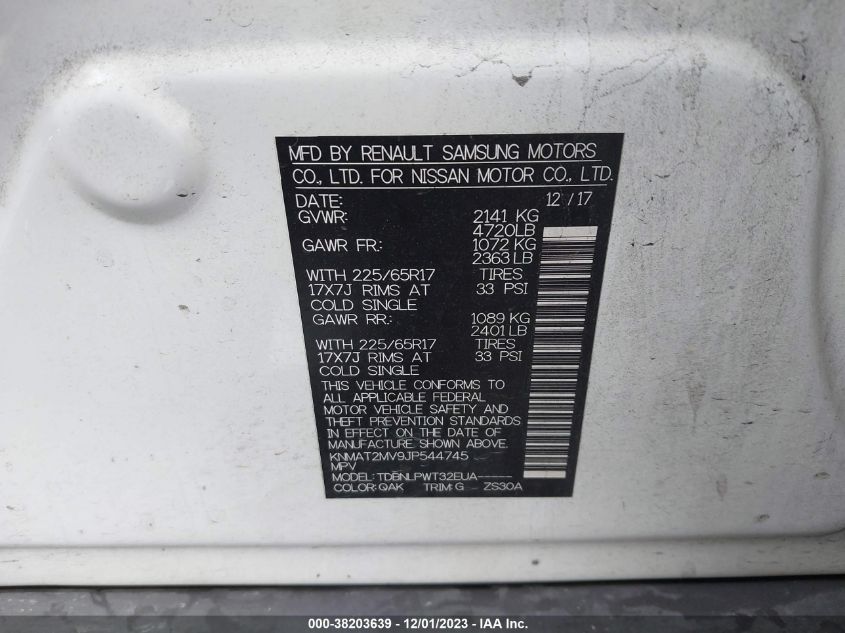 MFD BY RENAULT SAMSUNG MOTORS
CO., LTD. FOR NISSAN MOTOR CO., LTD.
DATE: 12 / 17
GVWR: 2141 KG
4720LB
GAWR FR: 1072 KG
2363 LB
WITH 225/65R17 TIRES
17X7J RIMS AT 33 PSI
COLD SINGLE
GAWR RR: 1089 KG
2401 LB
WITH 225/65R17 TIRES
17X7J RIMS AT 33 PSI
COLD SINGLE
THIS VEHICLE CONFORMS TO
ALL APPLICABLE FEDERAL
MOTOR VEHICLE SAFETY AND
THEFT PREVENTION STANDARDS
IN EFFECT ON THE DATE OF
MANUFACTURE SHOWN ABOVE.
KNMAT2MV9JP544745
MPV
MODEL: TDBNLPWT32EUA-----
COLOR: QAK TRIM: G ZS30A
000-38203639 - 12/01/2023 - IAA Inc.